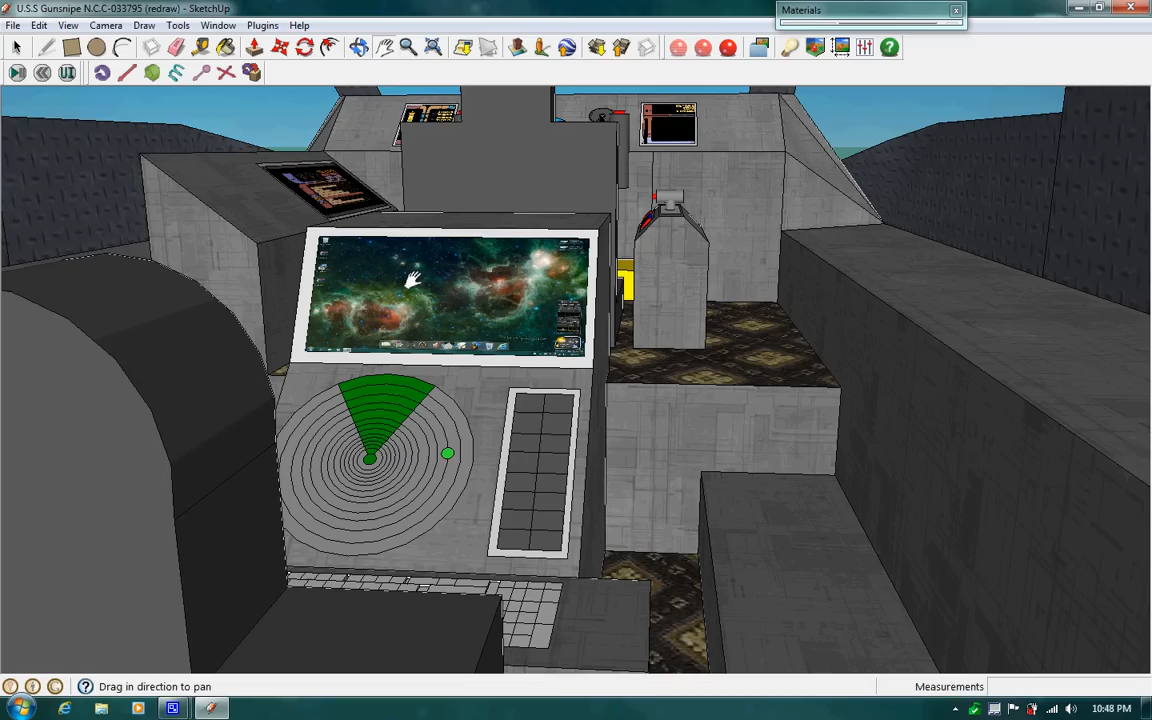 U.S.S Gunsnipe N.C.C-033795 (redraw) - SketchUp
Materials
File Edit View Camera Draw Tools Window Plugins Help
UI
Drag in direction to pan
Measurements
10:48 PM